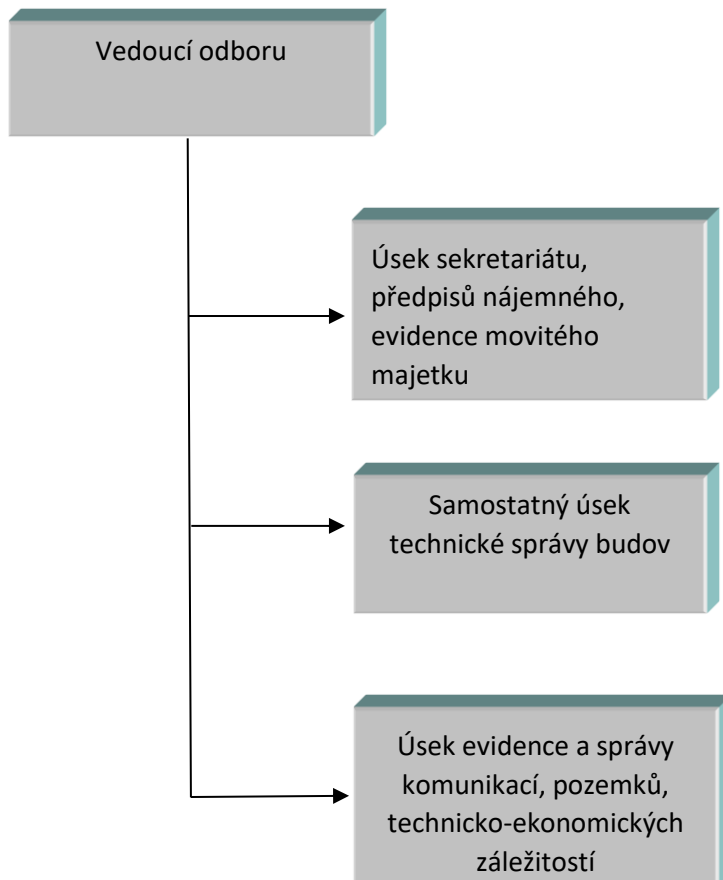 Vedoucí odboru
Úsek sekretariátu,
předpisů nájemného,
evidence movitého
majetku
Samostatný úsek
technické správy budov
Úsek evidence a správy
komunikací, pozemků,
technicko-ekonomických
záležitostí